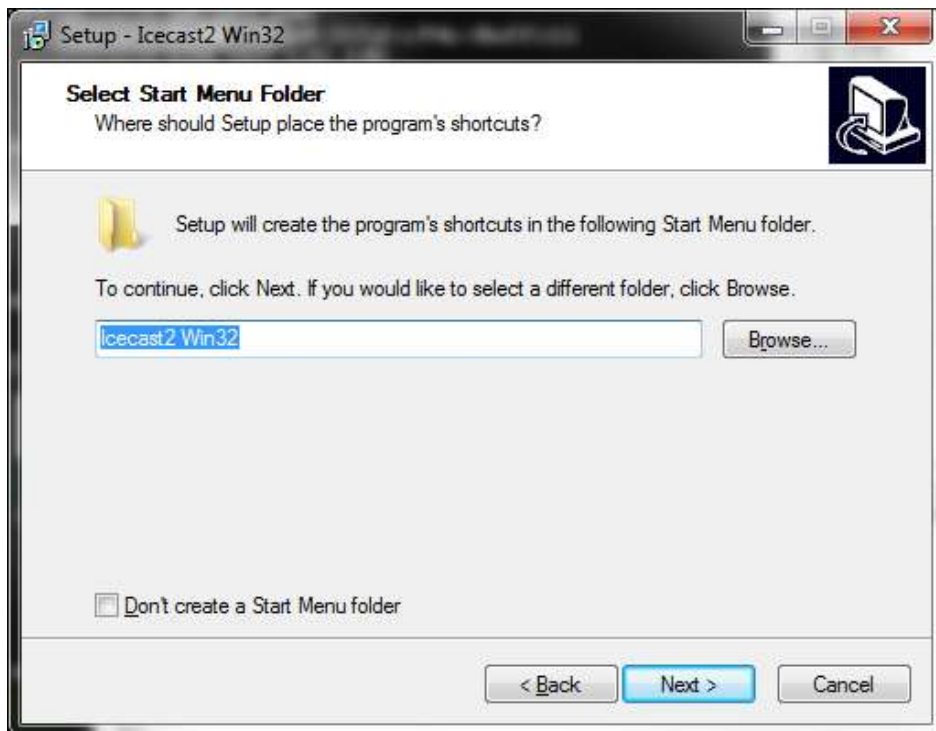 Setup - Icecast2 Win32
Select Start Menu Folder
Where should Setup place the program's shortcuts?
Setup will create the program's shortcuts in the following Start Menu folder.
To continue, click Next. If you would like to select a different folder, click Browse.
Icecast2 Win32
Browse...
Don't create a Start Menu folder
< Back
Next >
Cancel